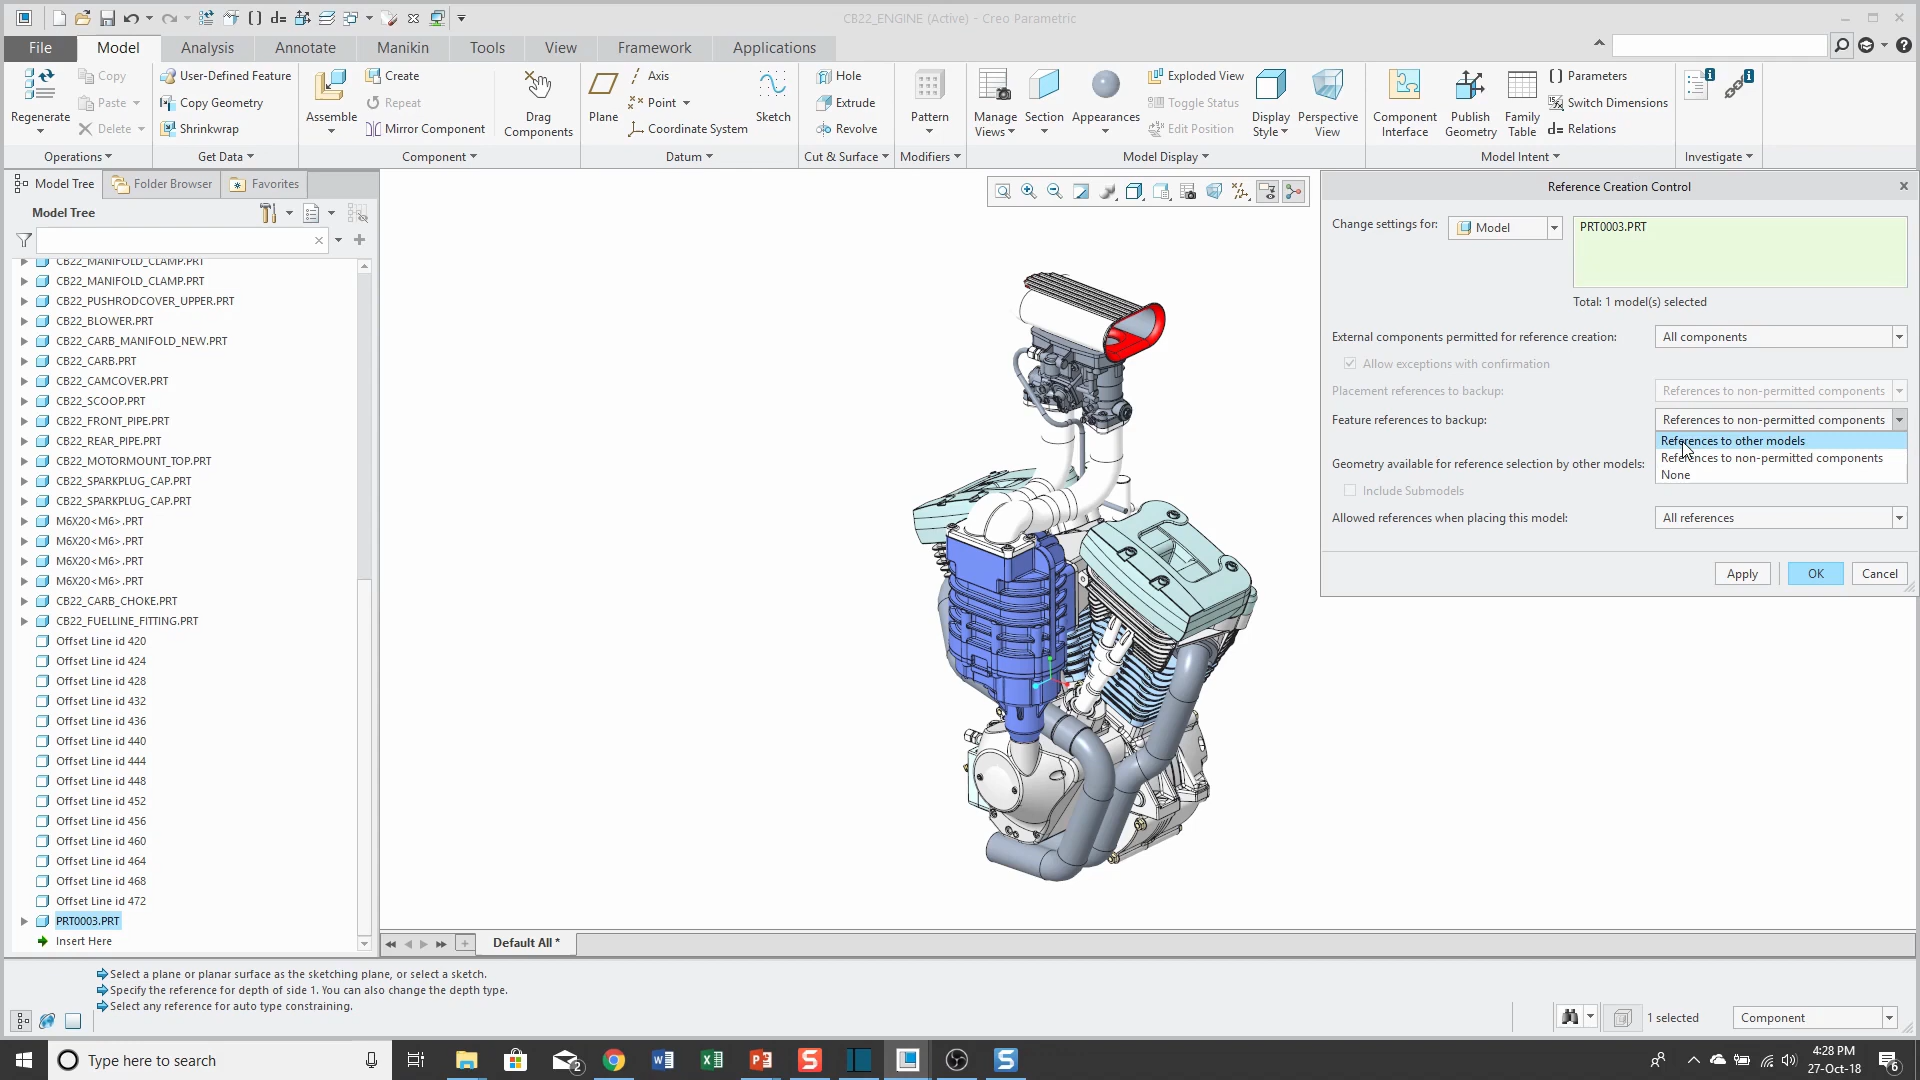 CB22_ENGINE (Active) - Creo Parametric
File Model Analysis Annotate Manikin Tools View Framework Applications
Regenerate
Copy
Paste
Delete
Operations
User-Defined Feature
Copy Geometry
Shrinkwrap
Get Data
Assemble
Create
Repeat
Mirror Component
Component
Drag
Components
Plane
Axis
Point
Coordinate System
Sketch
Datum
Hole
Extrude
Revolve
Cut & Surface
Pattern
Modifiers
Manage
Views
Section
Appearances
Exploded View
Toggle Status
Edit Position
Display
Style
Perspective
View
Model Display
Component
Interface
Publish
Geometry
Family
Table
Parameters
Switch Dimensions
Relations
Model Intent
Investigate
Model Tree Folder Browser Favorites
Model Tree
CB22_MANIFOLD_CLAMP.PRT
CB22_MANIFOLD_CLAMP.PRT
CB22_PUSHRODCOVER_UPPER.PRT
CB22_BLOWER.PRT
CB22_CARB_MANIFOLD_NEW.PRT
CB22_CARB.PRT
CB22_CAMCOVER.PRT
CB22_SCOOP.PRT
CB22_FRONT_PIPE.PRT
CB22_REAR_PIPE.PRT
CB22_MOTORMOUNT_TOP.PRT
CB22_SPARKPLUG_CAP.PRT
CB22_SPARKPLUG_CAP.PRT
M6X20<M6>.PRT
M6X20<M6>.PRT
M6X20<M6>.PRT
M6X20<M6>.PRT
CB22_CARB_CHOKE.PRT
CB22_FUELLINE_FITTING.PRT
Offset Line id 420
Offset Line id 424
Offset Line id 428
Offset Line id 432
Offset Line id 436
Offset Line id 440
Offset Line id 444
Offset Line id 448
Offset Line id 452
Offset Line id 456
Offset Line id 460
Offset Line id 464
Offset Line id 468
Offset Line id 472
PRT0003.PRT
Insert Here
Default All *
Reference Creation Control
Change settings for: Model PRT0003.PRT
Total: 1 model(s) selected
External components permitted for reference creation: All components
Allow exceptions with confirmation
Placement references to backup: References to non-permitted components
Feature references to backup: References to non-permitted components
References to other models
References to non-permitted components
None
Geometry available for reference selection by other models:
Include Submodels
Allowed references when placing this model: All references
Apply OK Cancel
Select a plane or planar surface as the sketching plane, or select a sketch.
Specify the reference for depth of side 1. You can also change the depth type.
Select any reference for auto type constraining.
1 selected Component
Type here to search
2
4:28 PM
27-Oct-18
6